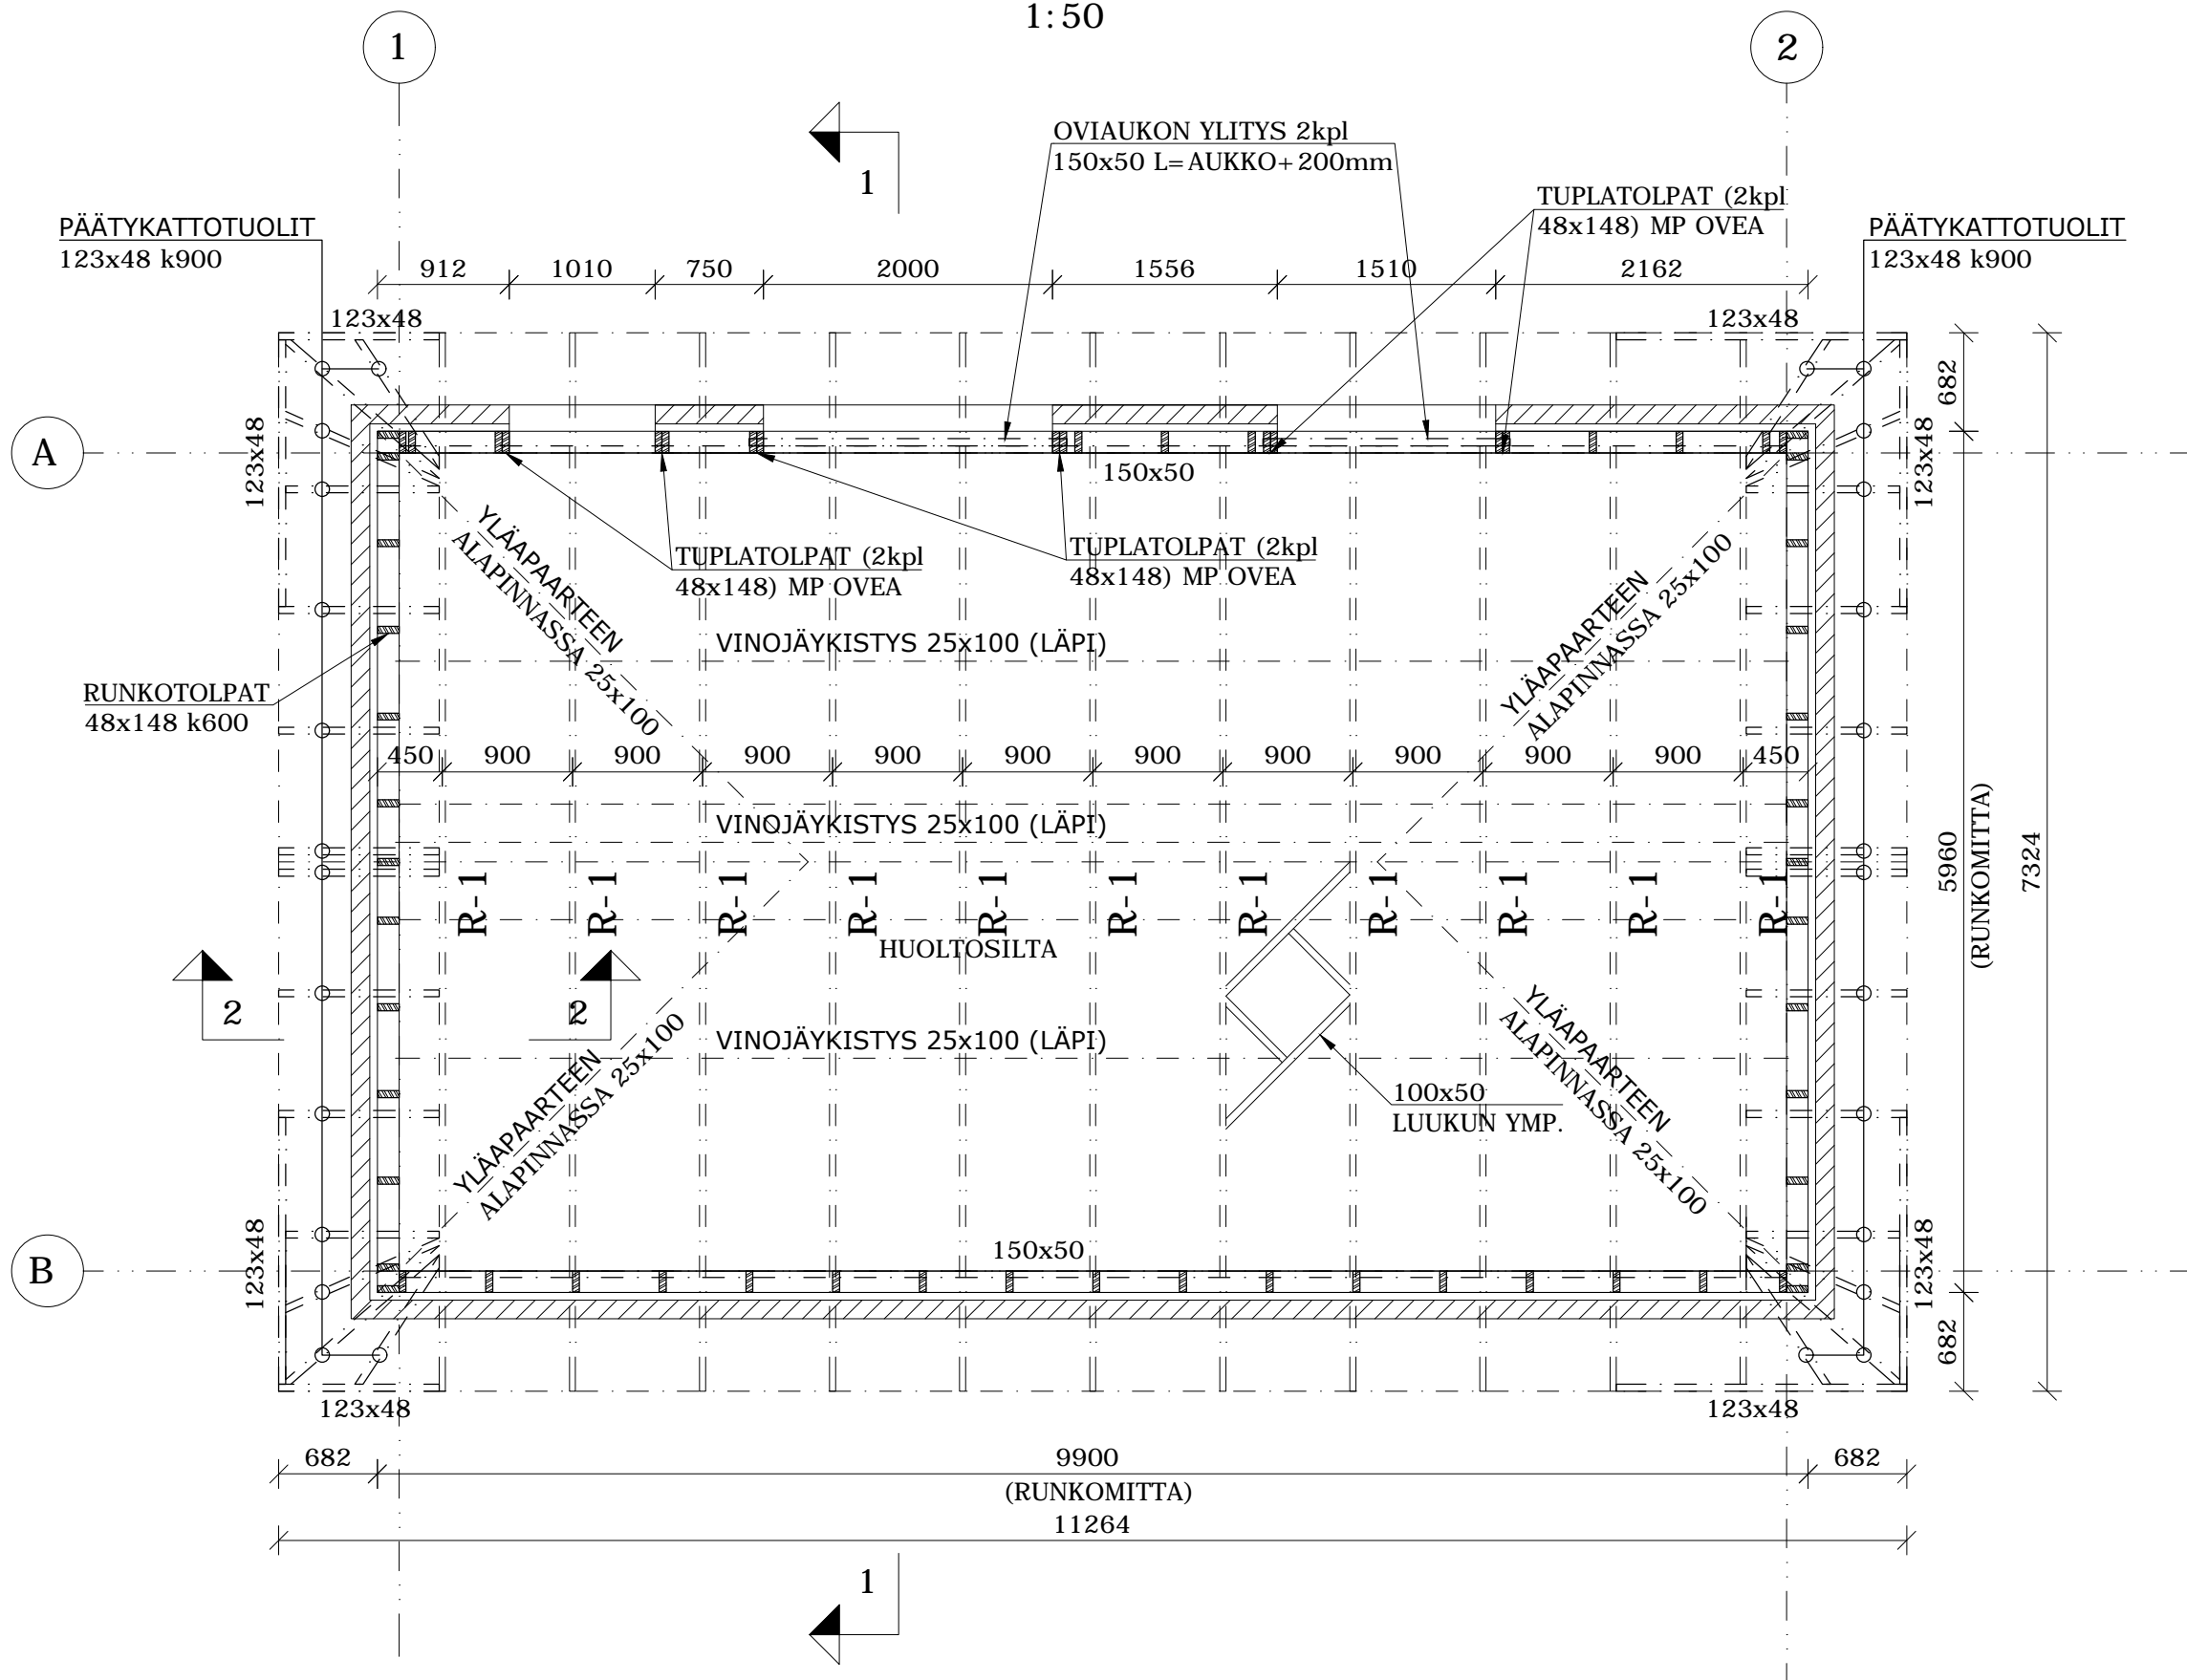 1:50
1
2
OVIAUKON YLITYS 2kpl
150x50 L=AUKKO+200mm
1
TUPLATOLPAT (2kpl
48x148) MP OVEA
PÄÄTYKATTOTUOLIT
123x48 k900
PÄÄTYKATTOTUOLIT
123x48 k900
912
1010
750
2000
1556
1510
2162
123x48
123x48
682
A
123x48
123x48
150x50
YLÄAPAARTEEN
ALAPINNASSA 25x100
TUPLATOLPAT (2kpl
48x148) MP OVEA
TUPLATOLPAT (2kpl
48x148) MP OVEA
YLÄAPAARTEEN
ALAPINNASSA 25x100
VINOJÄYKISTYS 25x100 (LÄPI)
RUNKOTOLPAT
48x148 k600
450
900
900
900
900
900
900
900
900
900
900
450
VINOJÄYKISTYS 25x100 (LÄPI)
5960
(RUNKOMITTA)
7324
R-1
R-1
R-1
R-1
R-1
R-1
R-1
R-1
R-1
R-1
R-1
HUOLTOSILTA
2
2
VINOJÄYKISTYS 25x100 (LÄPI)
YLÄAPAARTEEN
ALAPINNASSA 25x100
YLÄAPAARTEEN
ALAPINNASSA 25x100
100x50
LUUKUN YMP.
B
123x48
150x50
123x48
682
123x48
123x48
682
9900
682
(RUNKOMITTA)
11264
1